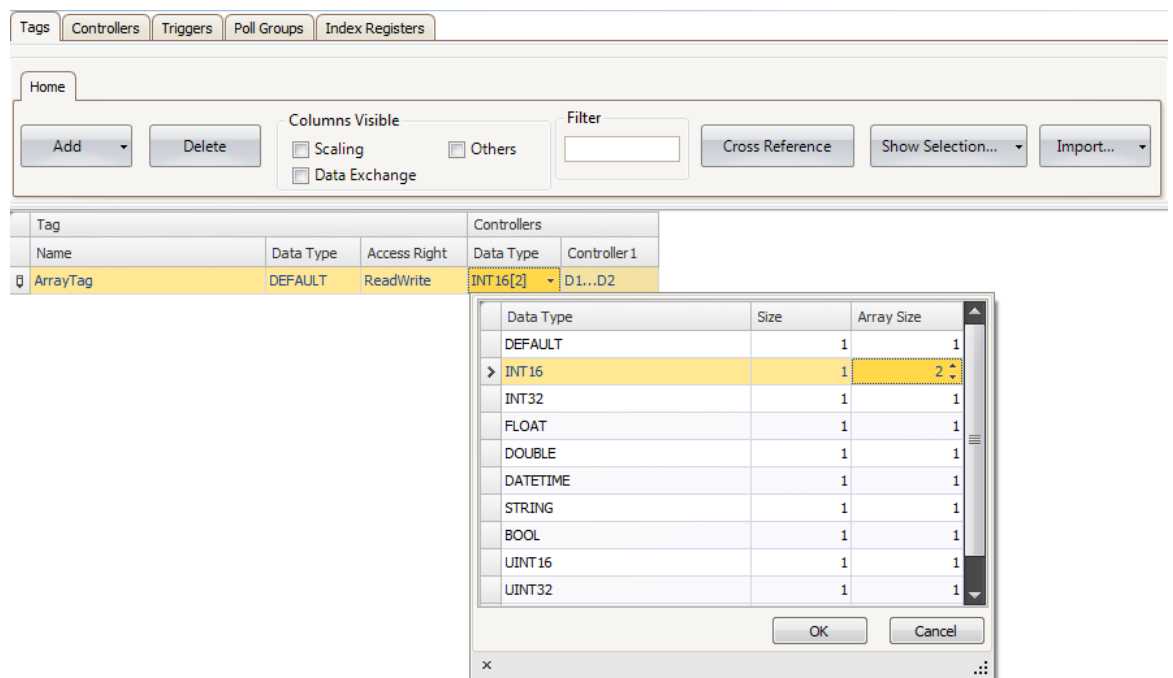 Tags Controllers Triggers Poll Groups Index Registers
Home
Add Delete Columns Visible Scaling Others Data Exchange Filter Cross Reference Show Selection... Import...
Tag Controllers
Name Data Type Access Right Data Type Controller1
ArrayTag DEFAULT ReadWrite INT16[2] D1...D2
Data Type Size Array Size
DEFAULT 1 1
INT16 1 2
INT32 1 1
FLOAT 1 1
DOUBLE 1 1
DATETIME 1 1
STRING 1 1
BOOL 1 1
UINT16 1 1
UINT32 1 1
OK Cancel